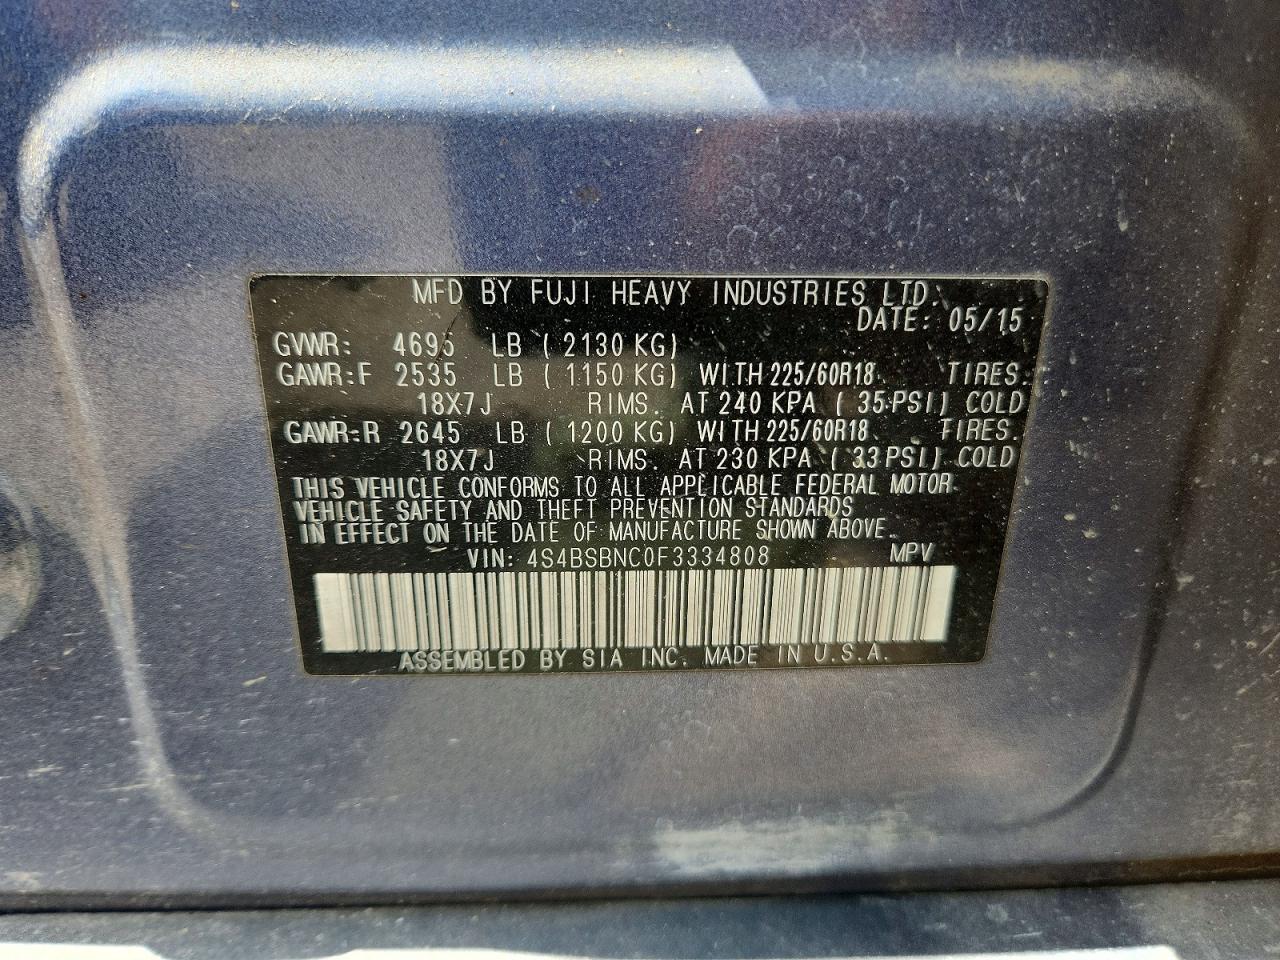 MFD BY FUJI HEAVY INDUSTRIES LTD.
DATE: 05/15
GVWR: 4695 LB (2130 KG)
GAWR:F 2535 LB (1150 KG) WITH 225/60R18 TIRES.
18X7J RIMS. AT 240 KPA (35 PSI) COLD
GAWR-R 2645 LB (1200 KG) WITH 225/60R18 TIRES.
18X7J RIMS. AT 230 KPA (33 PSI) COLD
THIS VEHICLE CONFORMS TO ALL APPLICABLE FEDERAL MOTOR
VEHICLE SAFETY AND THEFT PREVENTION STANDARDS
IN EFFECT ON THE DATE OF MANUFACTURE SHOWN ABOVE.
VIN: 4S4BSBNC0F3334808 MPV
ASSEMBLED BY SIA INC. MADE IN U.S.A.